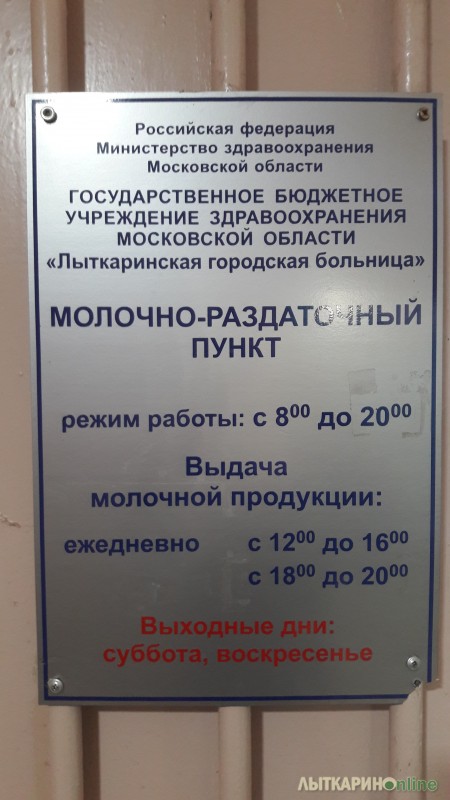 Российская федерация
Министерство здравоохранения
Московской области
ГОСУДАРСТВЕННОЕ БЮДЖЕТНОЕ
УЧРЕЖДЕНИЕ ЗДРАВООХРАНЕНИЯ
МОСКОВСКОЙ ОБЛАСТИ
«Лыткаринская городская больница»
МОЛОЧНО-РАЗДАТОЧНЫЙ
ПУНКТ
режим работы: с 8⁰⁰ до 20⁰⁰
Выдача
молочной продукции:
ежедневно с 12⁰⁰ до 16⁰⁰
с 18⁰⁰ до 20⁰⁰
Выходные дни:
суббота, воскресенье
ЛЫТКАРИНОonline